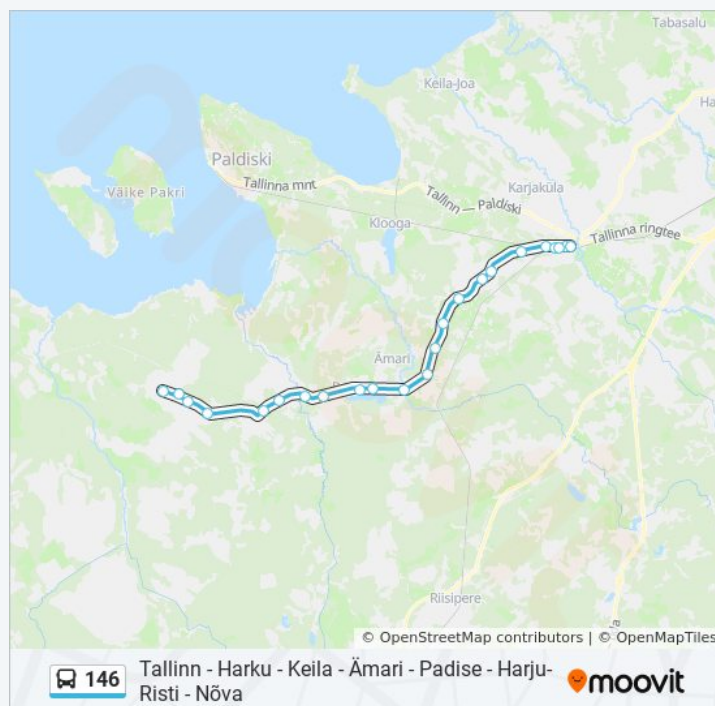 Tabasalu
Keila-Joa
Ha
Paldiski
Tallinna mnt
Väike Pakri
Karjaküla
Tallinn — Paldiski
Klooga
Tallinna ringtee
Ämari
Riisipere
© OpenStreetMap contributors | © OpenMapTiles
146
Tallinn - Harku - Keila - Ämari - Padise - Harju-
Risti - Nõva
moovit